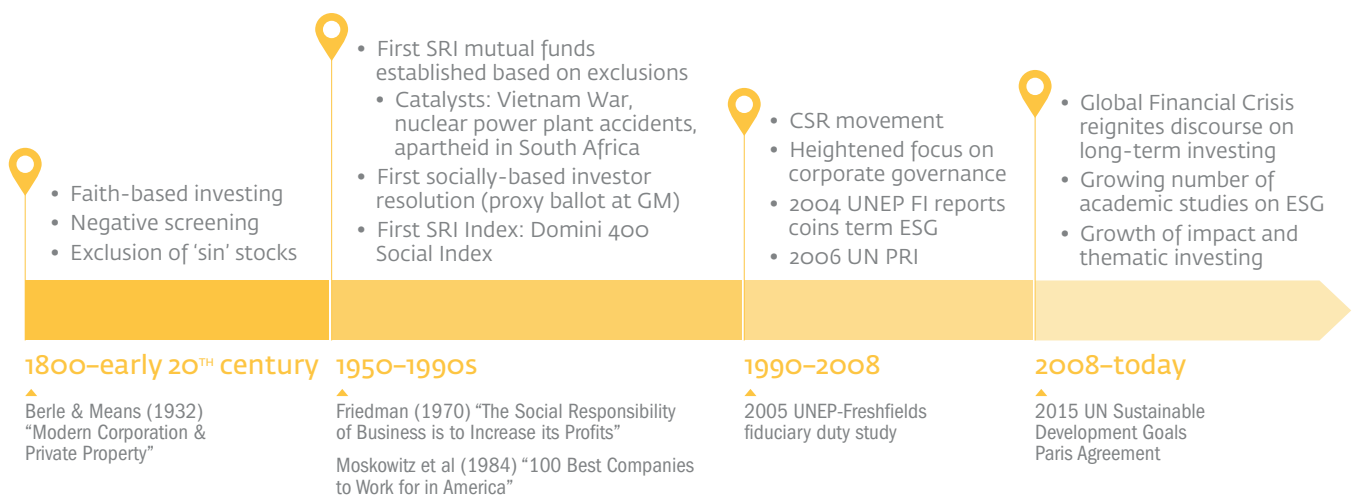 • Faith-based investing
• Negative screening
• Exclusion of ‘sin’ stocks
1800–early 20TH century
Berle & Means (1932)
“Modern Corporation &
Private Property”
• First SRI mutual funds
established based on exclusions
• Catalysts: Vietnam War,
nuclear power plant accidents,
apartheid in South Africa
• First socially-based investor
resolution (proxy ballot at GM)
• First SRI Index: Domini 400
Social Index
1950–1990s
Friedman (1970) “The Social Responsibility
of Business is to Increase its Profits”
Moskowitz et al (1984) “100 Best Companies
to Work for in America”
• CSR movement
• Heightened focus on
corporate governance
• 2004 UNEP FI reports
coins term ESG
• 2006 UN PRI
1990–2008
2005 UNEP-Freshfields
fiduciary duty study
• Global Financial Crisis
reignites discourse on
long-term investing
• Growing number of
academic studies on ESG
• Growth of impact and
thematic investing
2008–today
2015 UN Sustainable
Development Goals
Paris Agreement